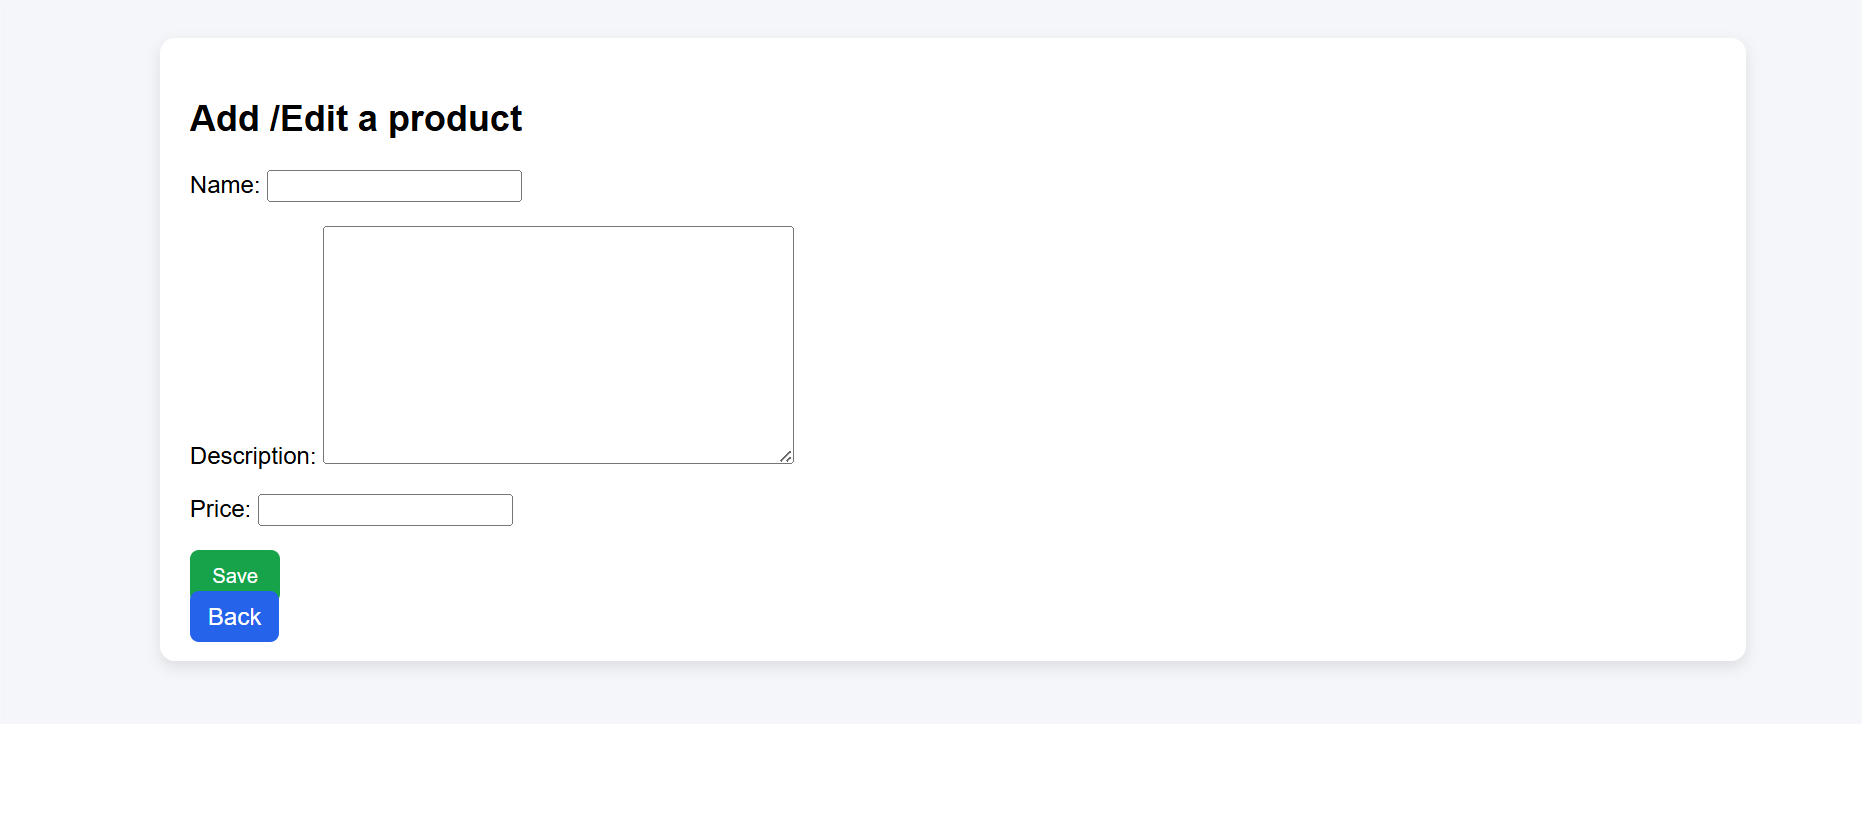 Add /Edit a product
Name:
Description:
Price:
Save
Back